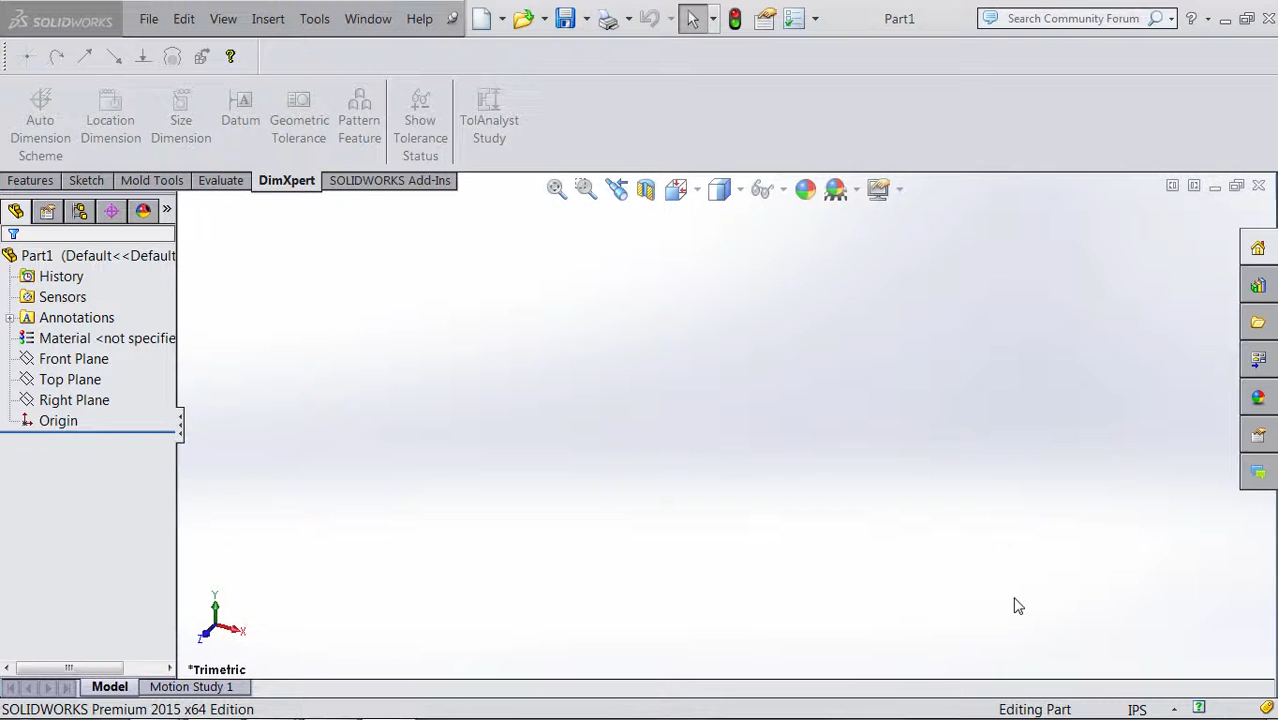 SOLIDWORKS File Edit View Insert Tools Window Help Part1 Search Community Forum ?
?
Auto Dimension Scheme
Location Dimension
Size Dimension
Datum
Geometric Tolerance
Pattern Feature
Show Tolerance Status
TolAnalyst Study
Features Sketch Mold Tools Evaluate DimXpert SOLIDWORKS Add-Ins
»
Part1 (Default<<Default
History
Sensors
A Annotations
Material <not specifie
Front Plane
Top Plane
Right Plane
Origin
Y
X
Z
*Trimetric
Model Motion Study 1
SOLIDWORKS Premium 2015 x64 Edition Editing Part IPS ?